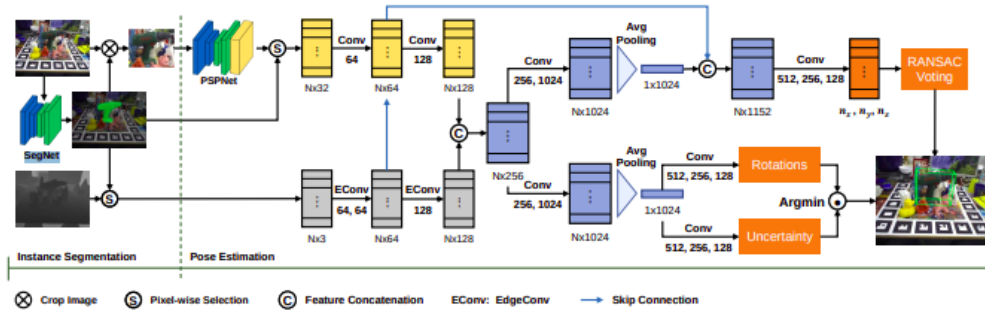 Conv
64
Conv
128
Nx32
Nx64
Nx128
PSPNet
S
C
SegNet
S
EConv
64, 64
EConv
128
Nx3
Nx64
Nx128
Nx256
Conv
256, 1024
Nx1024
Avg
Pooling
1x1024
C
Nx1152
Conv
512, 256, 128
nₓ, nᵧ, n_z
RANSAC
Voting
Conv
256, 1024
Nx1024
Avg
Pooling
1x1024
Conv
512, 256, 128
Rotations
Conv
512, 256, 128
Uncertainty
Argmin
Instance Segmentation
Pose Estimation
Crop Image
S
Pixel-wise Selection
C
Feature Concatenation
EConv: EdgeConv
Skip Connection